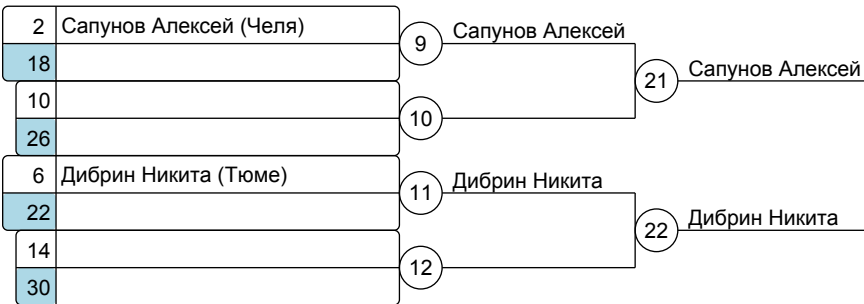 2 Сапунов Алексей (Челя)
9 Сапунов Алексей
18
21 Сапунов Алексей
10
10
26
6 Дибрин Никита (Тюме)
11 Дибрин Никита
22
22 Дибрин Никита
14
12
30